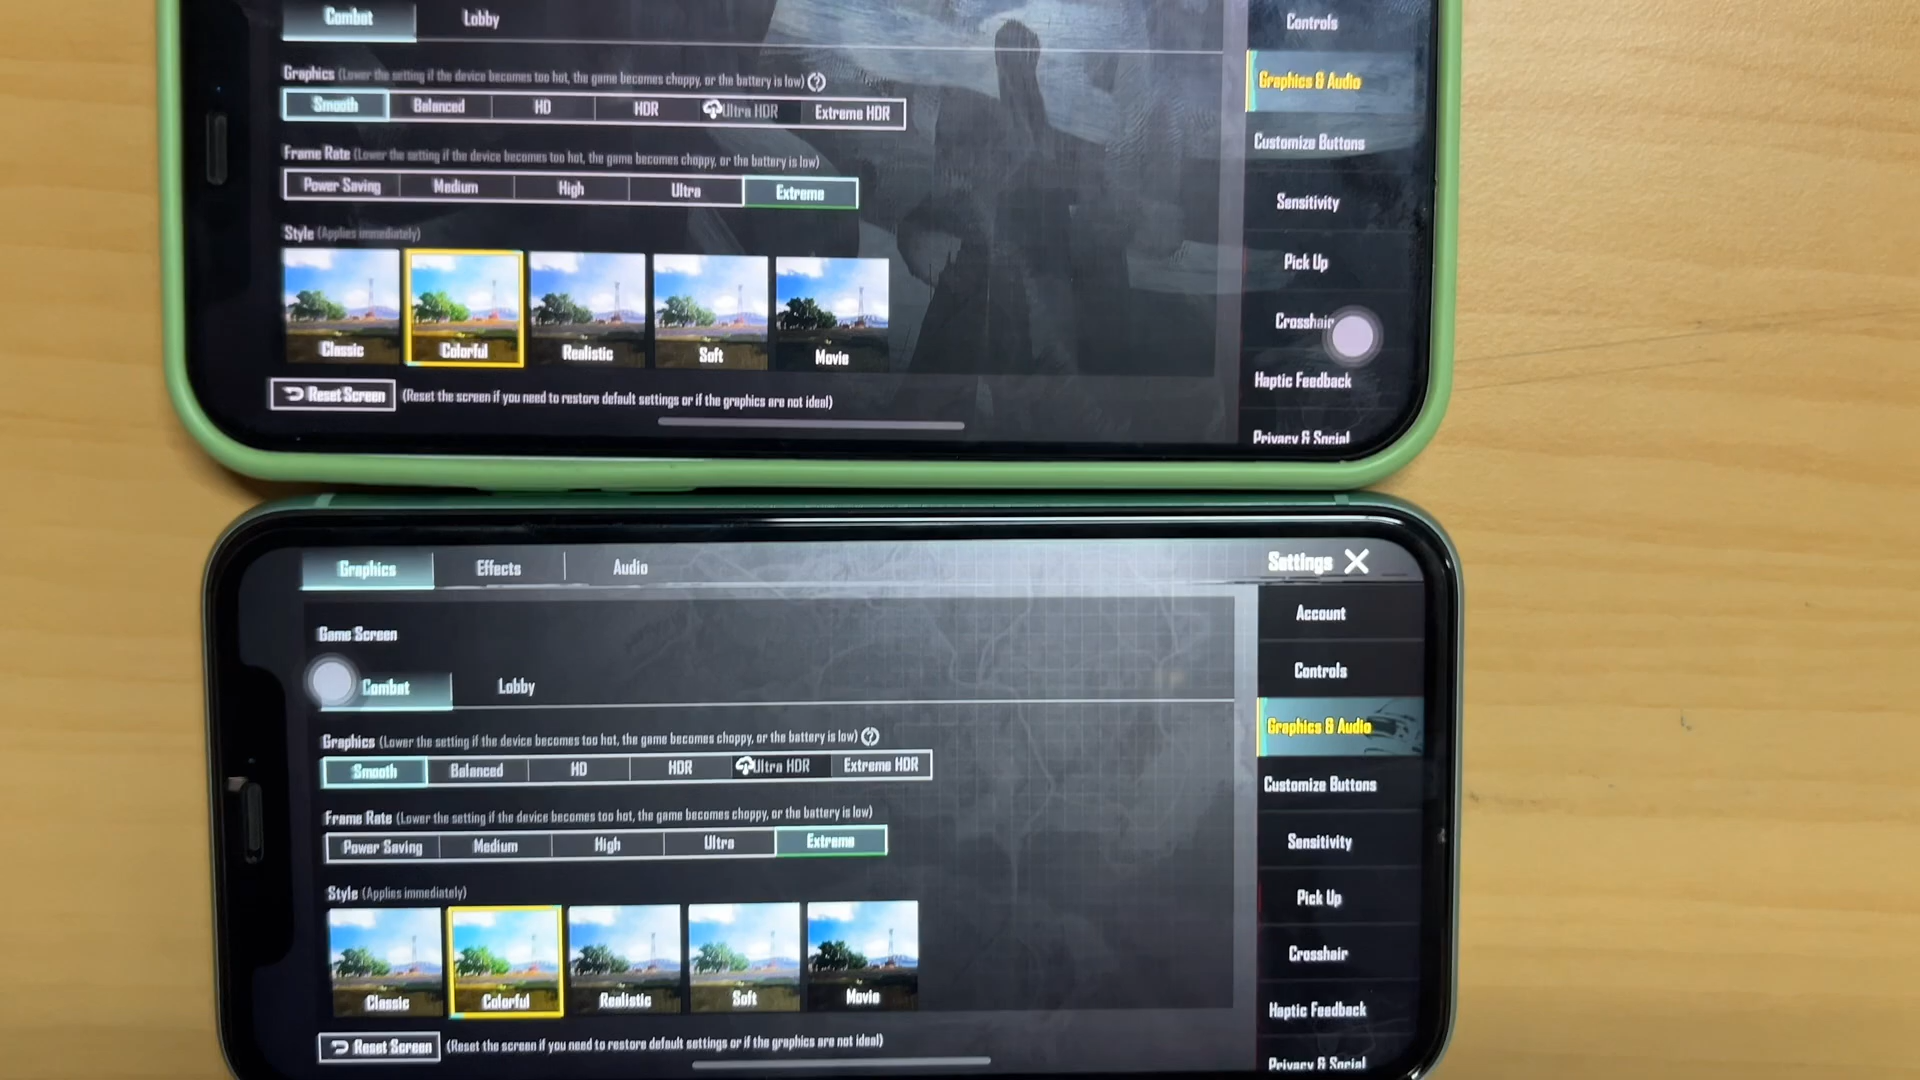 Combat Lobby
Graphics (Lower the setting if the device becomes too hot, the game becomes choppy, or the battery is low)
Smooth Balanced HD HDR Ultra HDR Extreme HDR
Frame Rate (Lower the setting if the device becomes too hot, the game becomes choppy, or the battery is low)
Power Saving Medium High Ultra Extreme
Style (Applies immediately)
Classic Colorful Realistic Soft Movie
Reset Screen (Reset the screen if you need to restore default settings or if the graphics are not ideal)
Controls
Graphics & Audio
Customize Buttons
Sensitivity
Pick Up
Crosshair
Haptic Feedback
Privacy & Social
Graphics Effects Audio
Settings
Game Screen
Combat Lobby
Graphics (Lower the setting if the device becomes too hot, the game becomes choppy, or the battery is low)
Smooth Balanced HD HDR Ultra HDR Extreme HDR
Frame Rate (Lower the setting if the device becomes too hot, the game becomes choppy, or the battery is low)
Power Saving Medium High Ultra Extreme
Style (Applies immediately)
Classic Colorful Realistic Soft Movie
Reset Screen (Reset the screen if you need to restore default settings or if the graphics are not ideal)
Account
Controls
Graphics & Audio
Customize Buttons
Sensitivity
Pick Up
Crosshair
Haptic Feedback
Privacy & Social